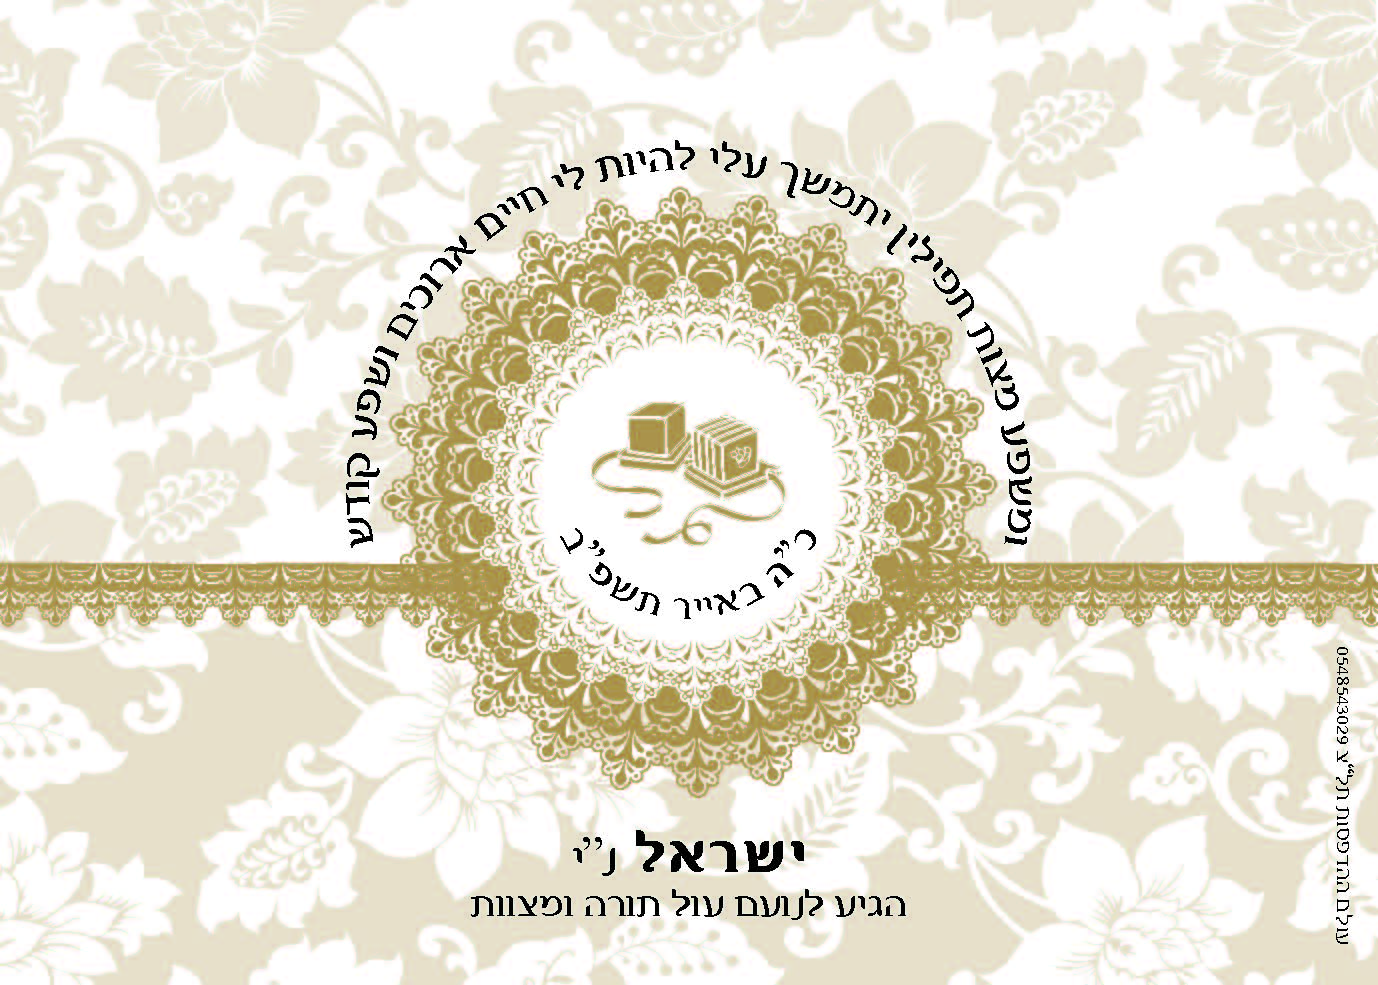 ומשפע מצות תפילין יתמשך עלי להיות לי חיים ארוכים ושפע קודש
כ"ה באייר תשפ"ב
ישראל נ"י
הגיע לנועם עול תורה ומצוות
עולם ההדפסות תל"צ 0548543029